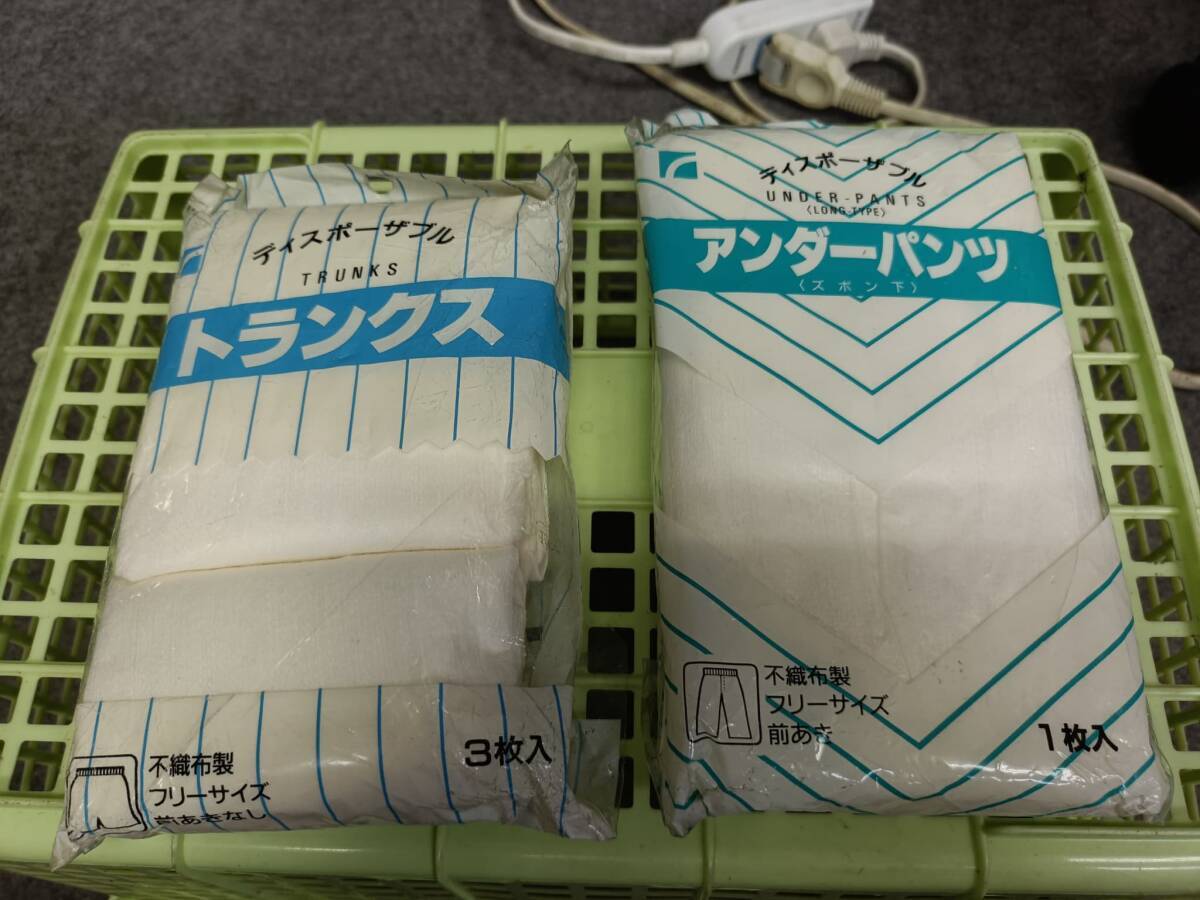 ディスポーザブル
TRUNKS
トランクス
不織布製
フリーサイズ
前あきなし
3枚入
ディスポーザブル
UNDER-PANTS
〈LONG-TYPE〉
アンダーパンツ
〈ズボン下〉
不織布製
フリーサイズ
前あき
1枚入